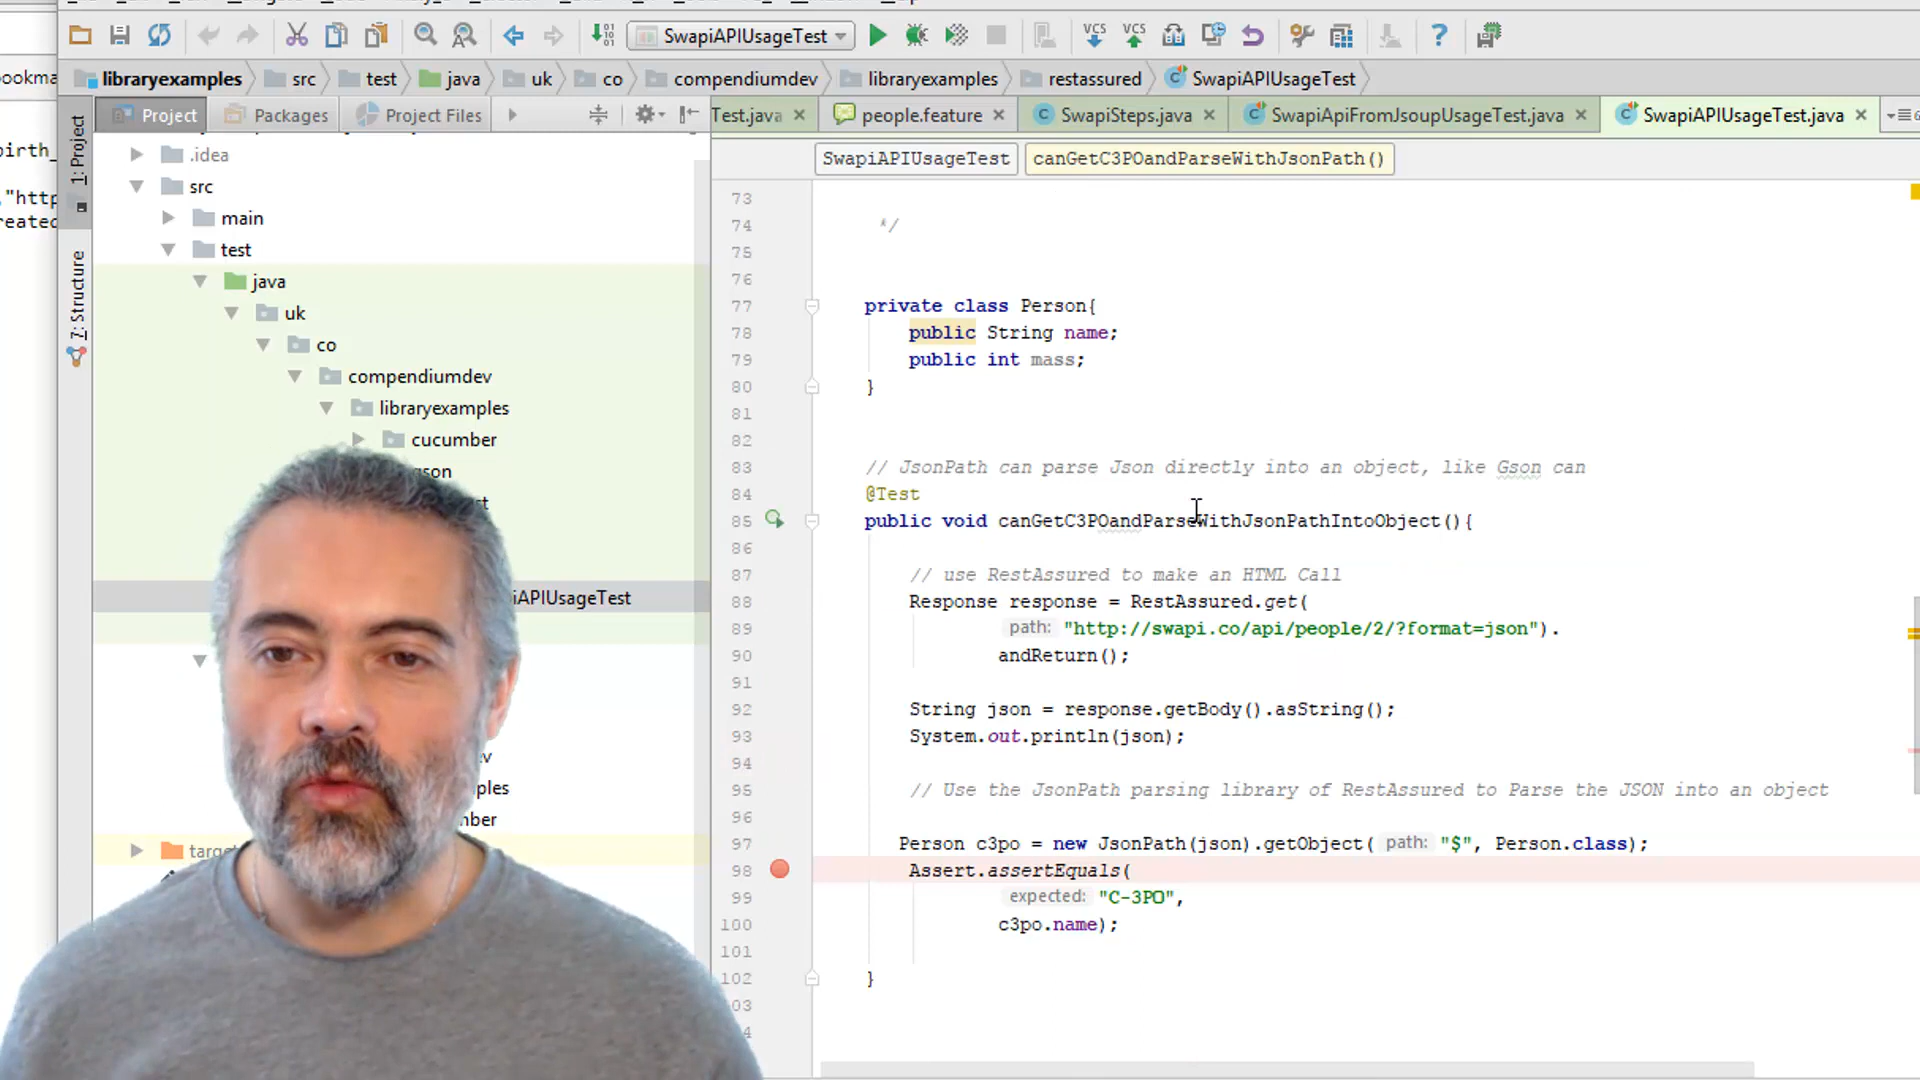 SwapiAPIUsageTest
libraryexamples src test java uk co compendiumdev libraryexamples restassured SwapiAPIUsageTest
1: Project
7: Structure
Project Packages Project Files
Test.java people.feature SwapiSteps.java SwapiApiFromJsoupUsageTest.java SwapiAPIUsageTest.java
SwapiAPIUsageTest canGetC3POandParseWithJsonPath()
.idea
src
main
test
java
uk
co
compendiumdev
libraryexamples
cucumber
son
iAPIUsageTest
73
74 */
75
76
77 private class Person{
78 public String name;
79 public int mass;
80 }
81
82
83 // JsonPath can parse Json directly into an object, like Gson can
84 @Test
85 public void canGetC3POandParseWithJsonPathIntoObject(){
86
87 // use RestAssured to make an HTML Call
88 Response response = RestAssured.get(
89 path: "http://swapi.co/api/people/2/?format=json").
90 andReturn();
91
92 String json = response.getBody().asString();
93 System.out.println(json);
94
95 // Use the JsonPath parsing library of RestAssured to Parse the JSON into an object
96
97 Person c3po = new JsonPath(json).getObject( path: "$", Person.class);
98 Assert.assertEquals(
99 expected: "C-3PO",
100 c3po.name);
101
102 }
03
4
ookma
irth_
"http
reated